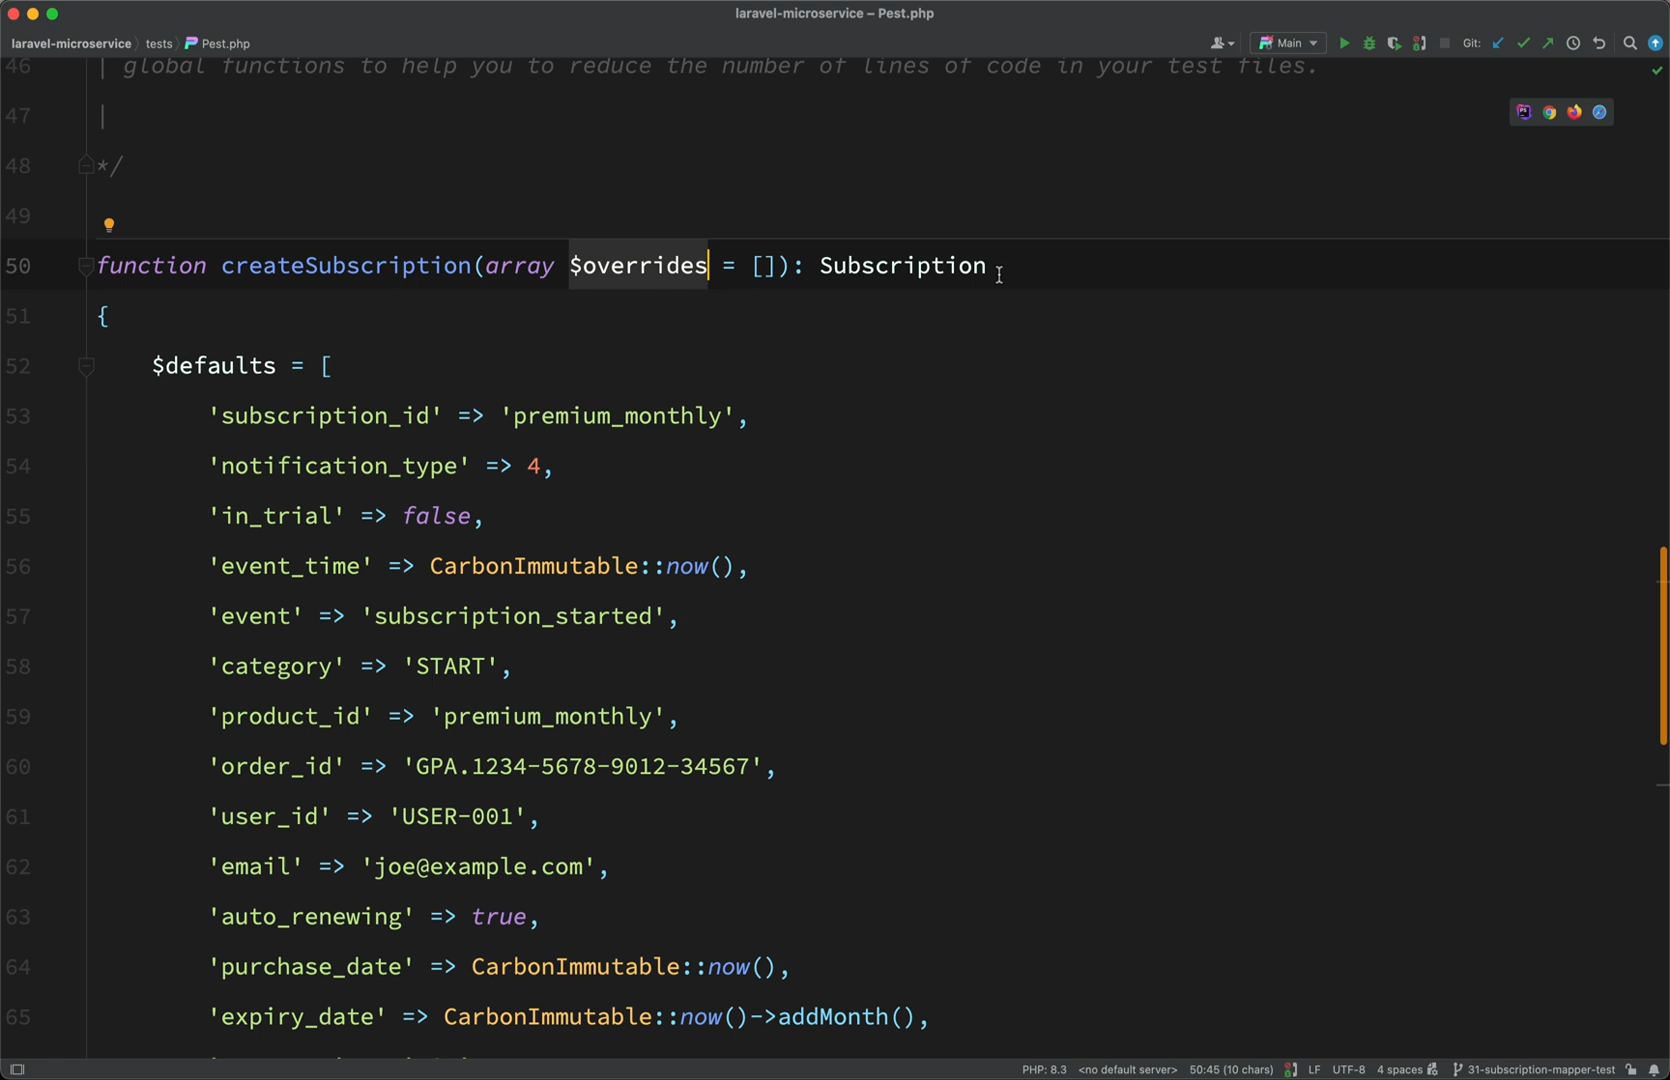 laravel-microservice – Pest.php
laravel-microservice tests Pest.php Main Git:
46 | global functions to help you to reduce the number of lines of code in your test files.
47 |
48 */
49
50 function createSubscription(array $overrides = []): Subscription
51 {
52 $defaults = [
53 'subscription_id' => 'premium_monthly',
54 'notification_type' => 4,
55 'in_trial' => false,
56 'event_time' => CarbonImmutable::now(),
57 'event' => 'subscription_started',
58 'category' => 'START',
59 'product_id' => 'premium_monthly',
60 'order_id' => 'GPA.1234-5678-9012-34567',
61 'user_id' => 'USER-001',
62 'email' => 'joe@example.com',
63 'auto_renewing' => true,
64 'purchase_date' => CarbonImmutable::now(),
65 'expiry_date' => CarbonImmutable::now()->addMonth(),
PHP: 8.3 <no default server> 50:45 (10 chars) LF UTF-8 4 spaces 31-subscription-mapper-test